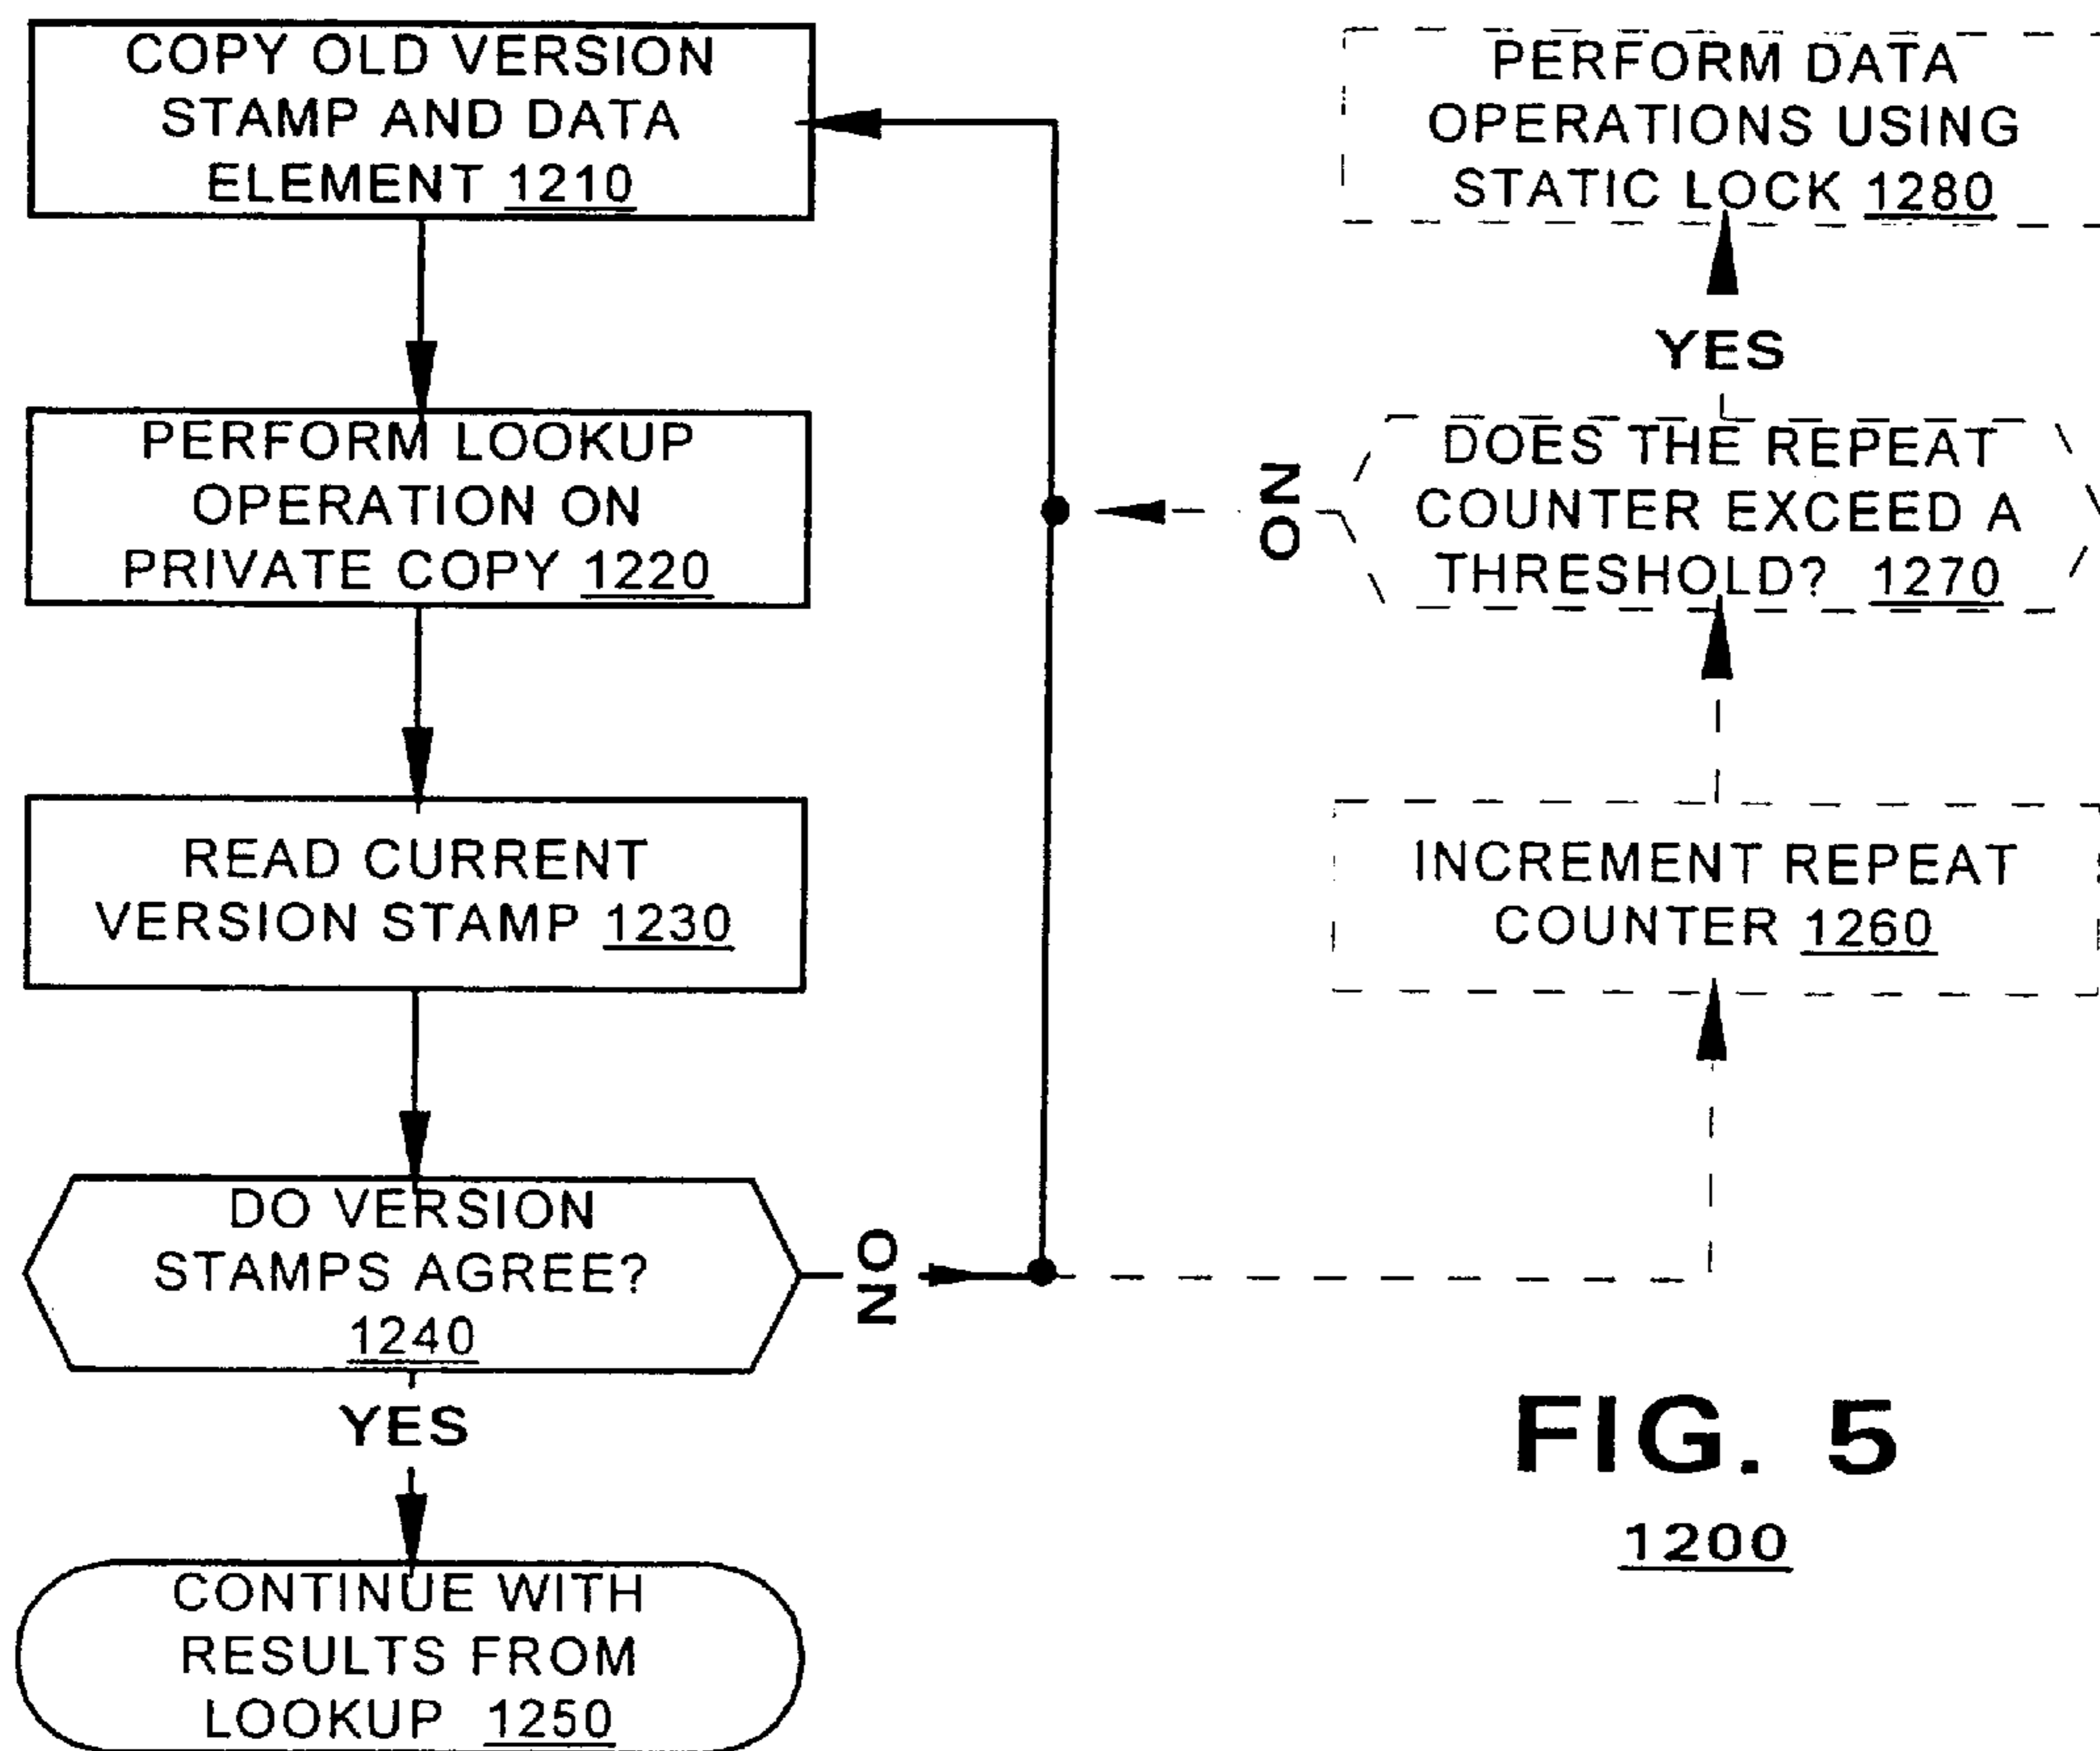 COPY OLD VERSION
STAMP AND DATA
ELEMENT 1210
PERFORM LOOKUP
OPERATION ON
PRIVATE COPY 1220
READ CURRENT
VERSION STAMP 1230
DO VERSION
STAMPS AGREE?
1240
NO
YES
CONTINUE WITH
RESULTS FROM
LOOKUP 1250
PERFORM DATA
OPERATIONS USING
STATIC LOCK 1280
YES
DOES THE REPEAT
COUNTER EXCEED A
THRESHOLD? 1270
NO
INCREMENT REPEAT
COUNTER 1260
FIG. 5
1200